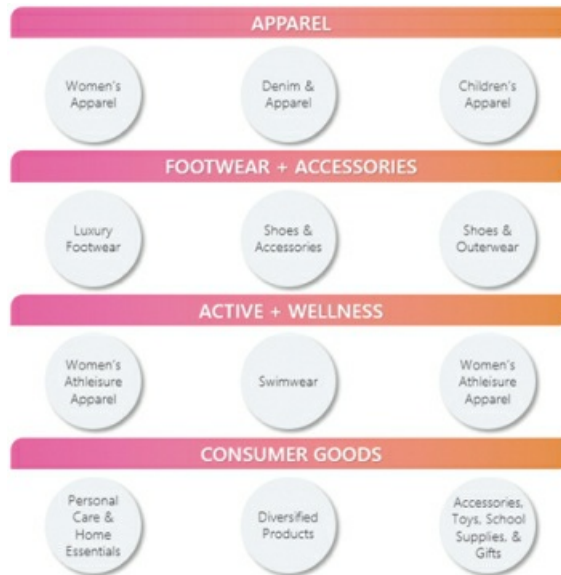 APPAREL
Women's
Apparel
Denim &
Apparel
Children's
Apparel
FOOTWEAR + ACCESSORIES
Luxury
Footwear
Shoes &
Accessories
Shoes &
Outerwear
ACTIVE + WELLNESS
Women's
Athleisure
Apparel
Swimwear
Women's
Athleisure
Apparel
CONSUMER GOODS
Personal
Care &
Home
Essentials
Diversified
Products
Accessories,
Toys, School
Supplies, &
Gifts